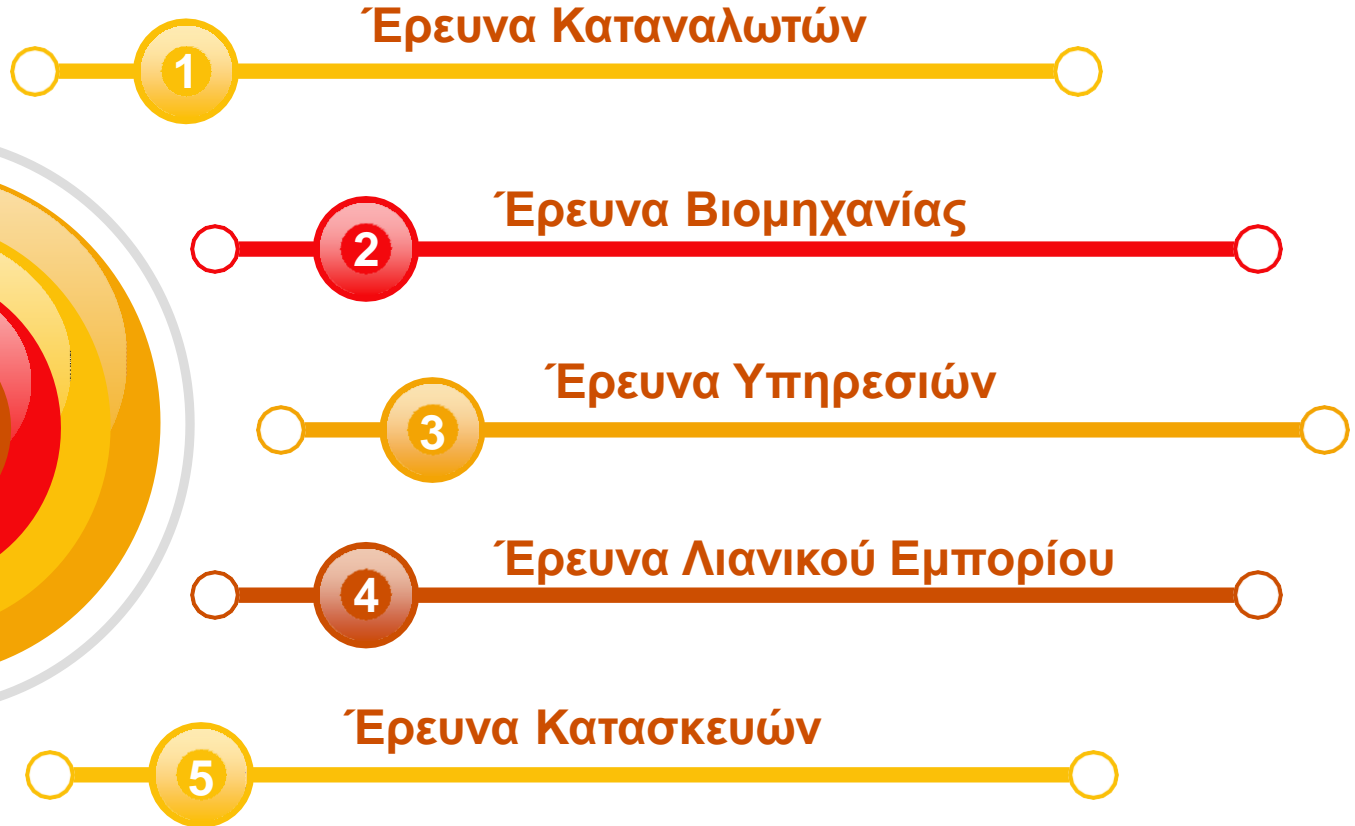 Έρευνα Καταναλωτών
1
Έρευνα Βιομηχανίας
2
Έρευνα Υπηρεσιών
3
Έρευνα Λιανικού Εμπορίου
4
Έρευνα Κατασκευών
5